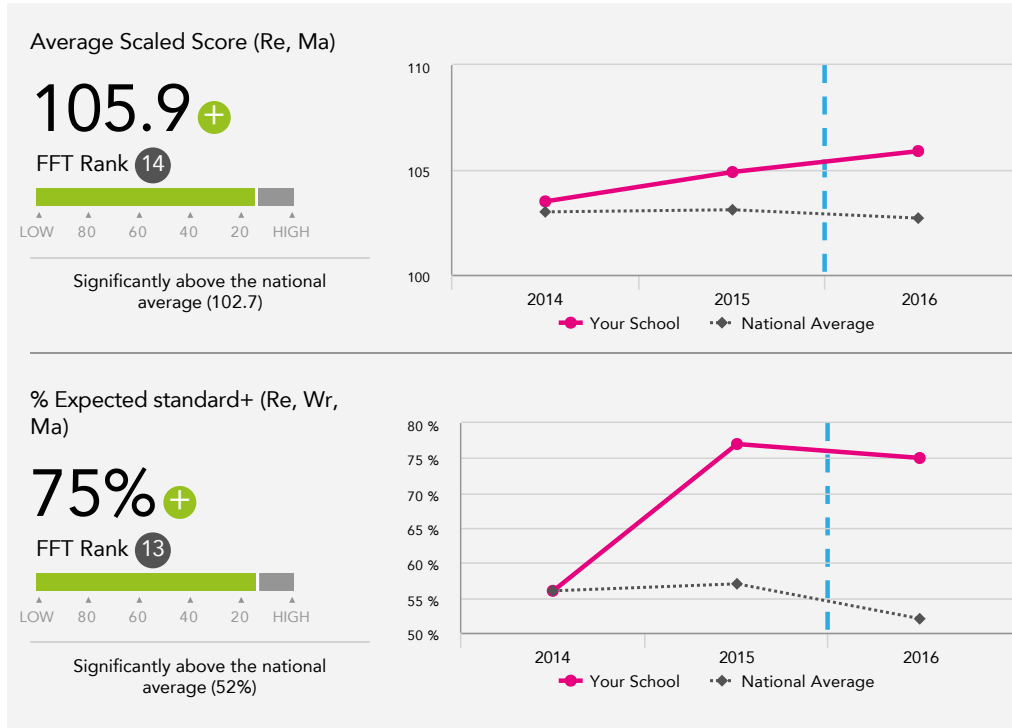 Average Scaled Score (Re, Ma)
105.9 +
FFT Rank 14
LOW 80 60 40 20 HIGH
Significantly above the national
average (102.7)
110
105
100
2014 2015 2016
Your School National Average
% Expected standard+ (Re, Wr,
Ma)
75% +
FFT Rank 13
LOW 80 60 40 20 HIGH
Significantly above the national
average (52%)
80 %
75 %
70 %
65 %
60 %
55 %
50 %
2014 2015 2016
Your School National Average